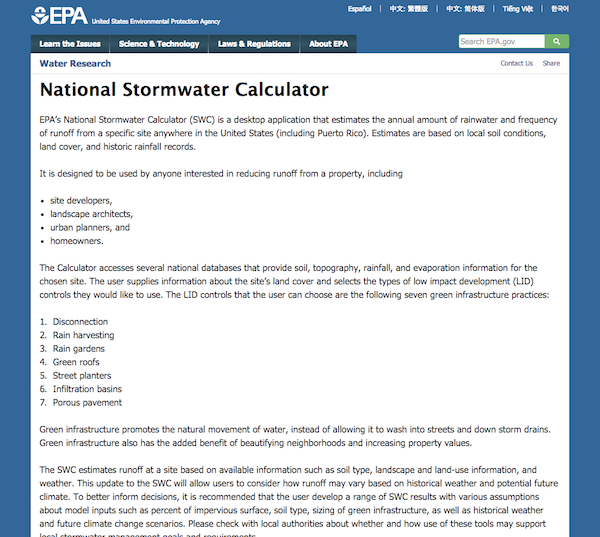 EPA United States Environmental Protection Agency
Español | 中文: 繁體版 | 中文: 简体版 | Tiếng Việt | 한국어
Learn the Issues Science & Technology Laws & Regulations About EPA
Search EPA.gov
Water Research
Contact Us Share
National Stormwater Calculator
EPA's National Stormwater Calculator (SWC) is a desktop application that estimates the annual amount of rainwater and frequency
of runoff from a specific site anywhere in the United States (including Puerto Rico). Estimates are based on local soil conditions,
land cover, and historic rainfall records.
It is designed to be used by anyone interested in reducing runoff from a property, including
• site developers,
• landscape architects,
• urban planners, and
• homeowners.
The Calculator accesses several national databases that provide soil, topography, rainfall, and evaporation information for the
chosen site. The user supplies information about the site's land cover and selects the types of low impact development (LID)
controls they would like to use. The LID controls that the user can choose are the following seven green infrastructure practices:
1. Disconnection
2. Rain harvesting
3. Rain gardens
4. Green roofs
5. Street planters
6. Infiltration basins
7. Porous pavement
Green infrastructure promotes the natural movement of water, instead of allowing it to wash into streets and down storm drains.
Green infrastructure also has the added benefit of beautifying neighborhoods and increasing property values.
The SWC estimates runoff at a site based on available information such as soil type, landscape and land-use information, and
weather. This update to the SWC will allow users to consider how runoff may vary based on historical weather and potential future
climate. To better inform decisions, it is recommended that the user develop a range of SWC results with various assumptions
about model inputs such as percent of impervious surface, soil type, sizing of green infrastructure, as well as historical weather
and future climate change scenarios. Please check with local authorities about whether and how use of these tools may support
local stormwater management goals and requirements.